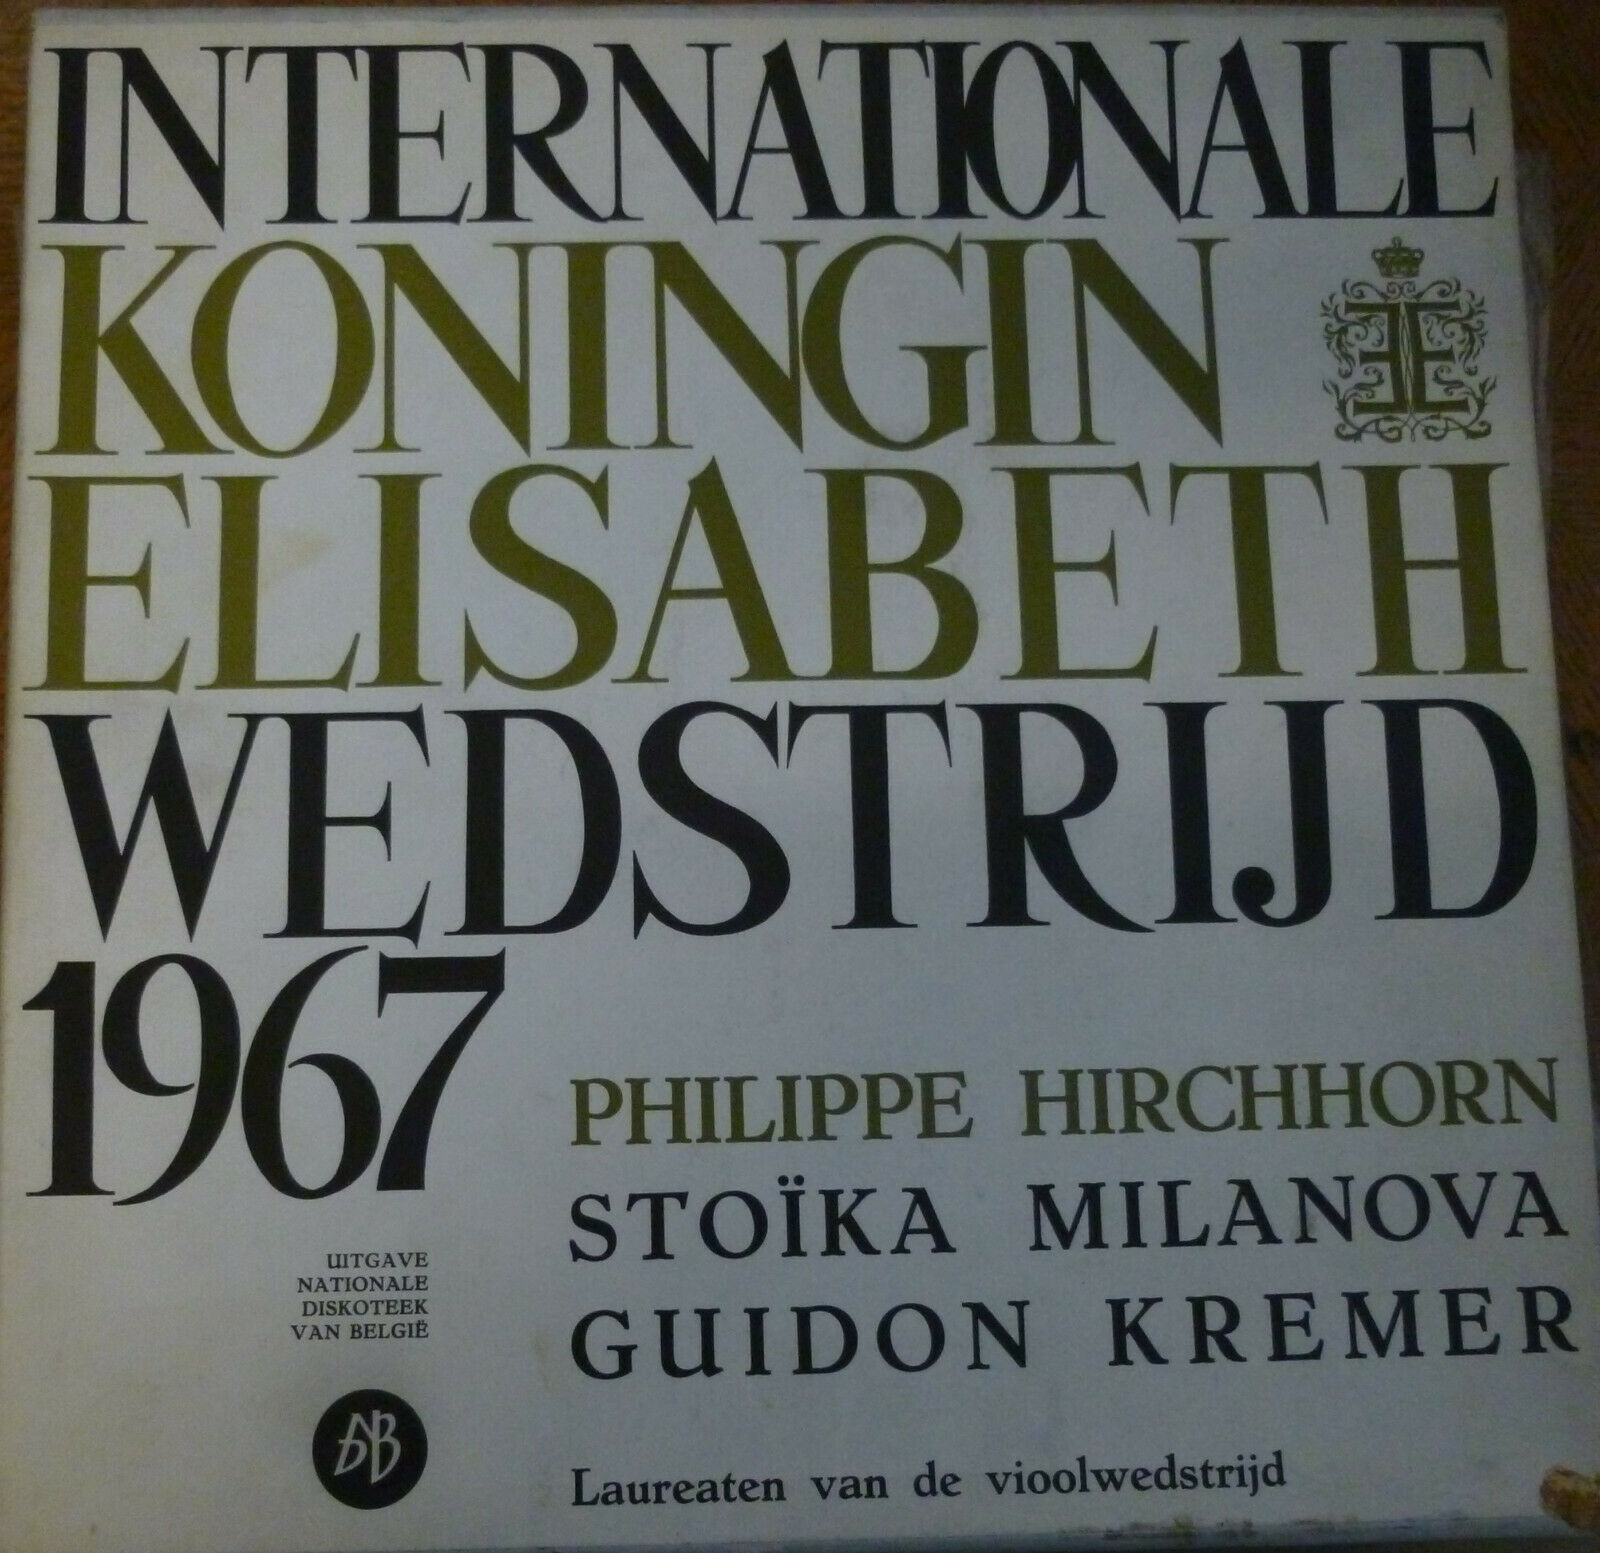 INTERNATIONALE
KONINGIN
ELISABETH
WEDSTRIJD
1967
PHILIPPE HIRCHHORN
STOÏKA MILANOVA
GUIDON KREMER
UITGAVE
NATIONALE
DISKOTEEK
VAN BELGIË
Laureaten van de vioolwedstrijd